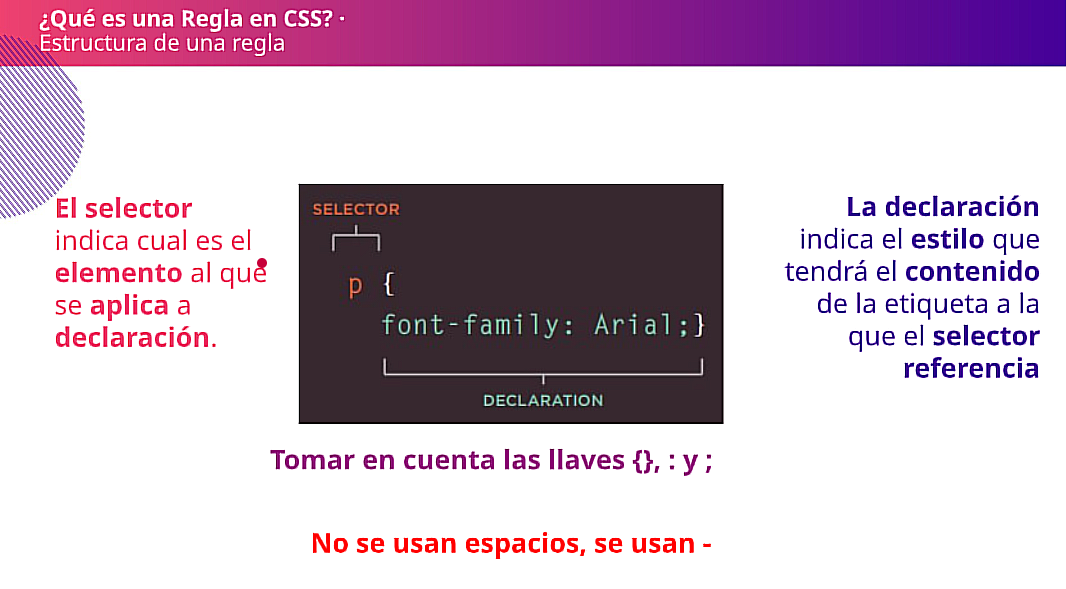 ¿Qué es una Regla en CSS? ·
Estructura de una regla
El selector
indica cual es el
elemento al que
se aplica a
declaración.
SELECTOR
p {
font-family: Arial;}
DECLARATION
La declaración
indica el estilo que
tendrá el contenido
de la etiqueta a la
que el selector
referencia
Tomar en cuenta las llaves {}, : y ;
No se usan espacios, se usan -